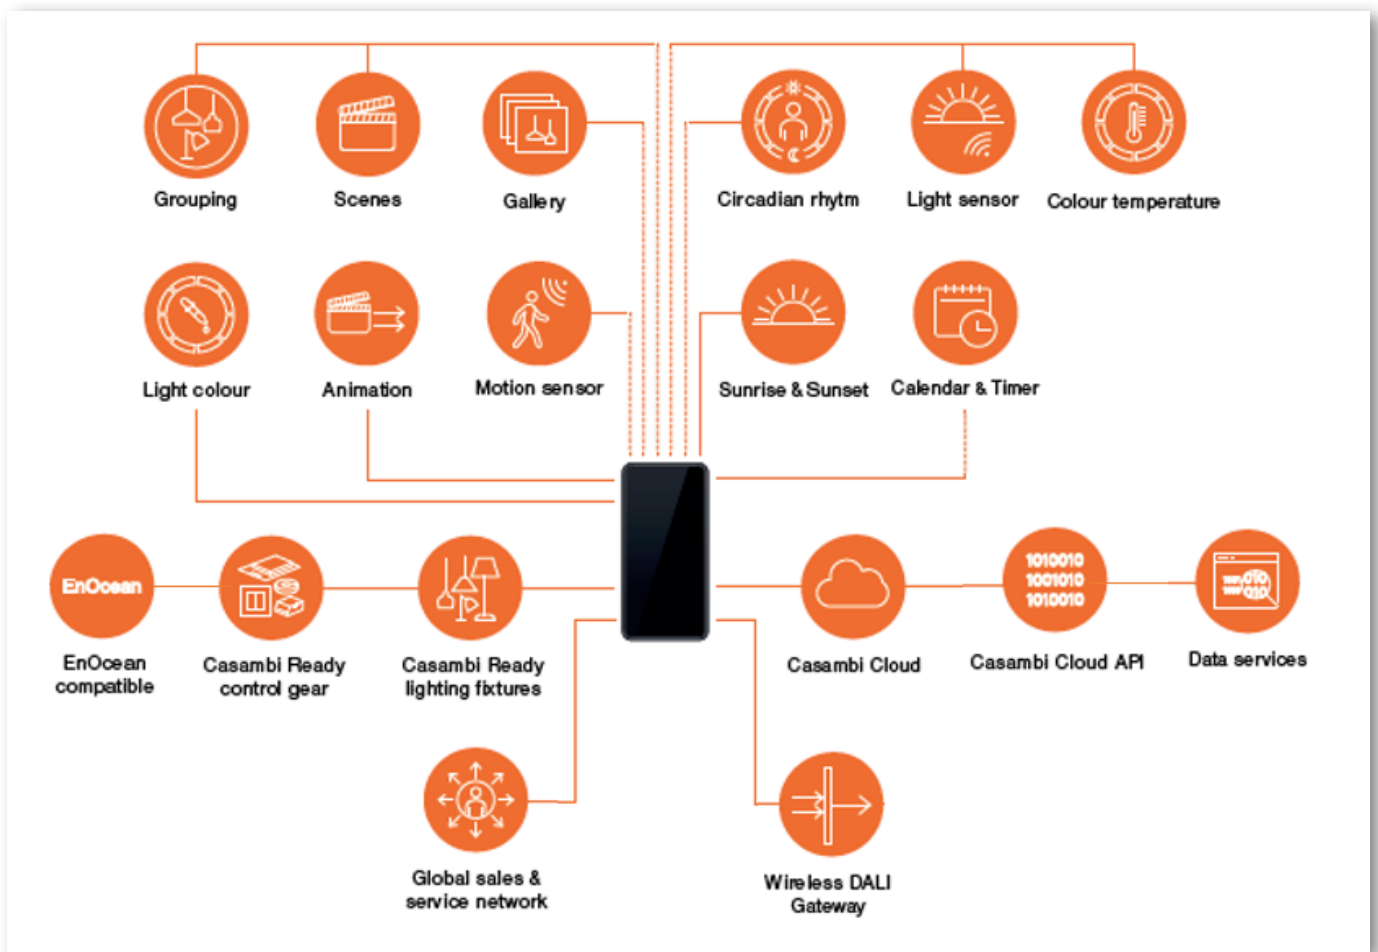 Grouping
Scenes
Gallery
Circadian rhytm
Light sensor
Colour temperature
Light colour
Animation
Motion sensor
Sunrise & Sunset
Calendar & Timer
EnOcean
1010010
1001010
1010010
010
010
EnOcean
compatible
Casambi Ready
control gear
Casambi Ready
lighting fixtures
Casambi Cloud
Casambi Cloud API
Data services
Global sales &
service network
Wireless DALI
Gateway